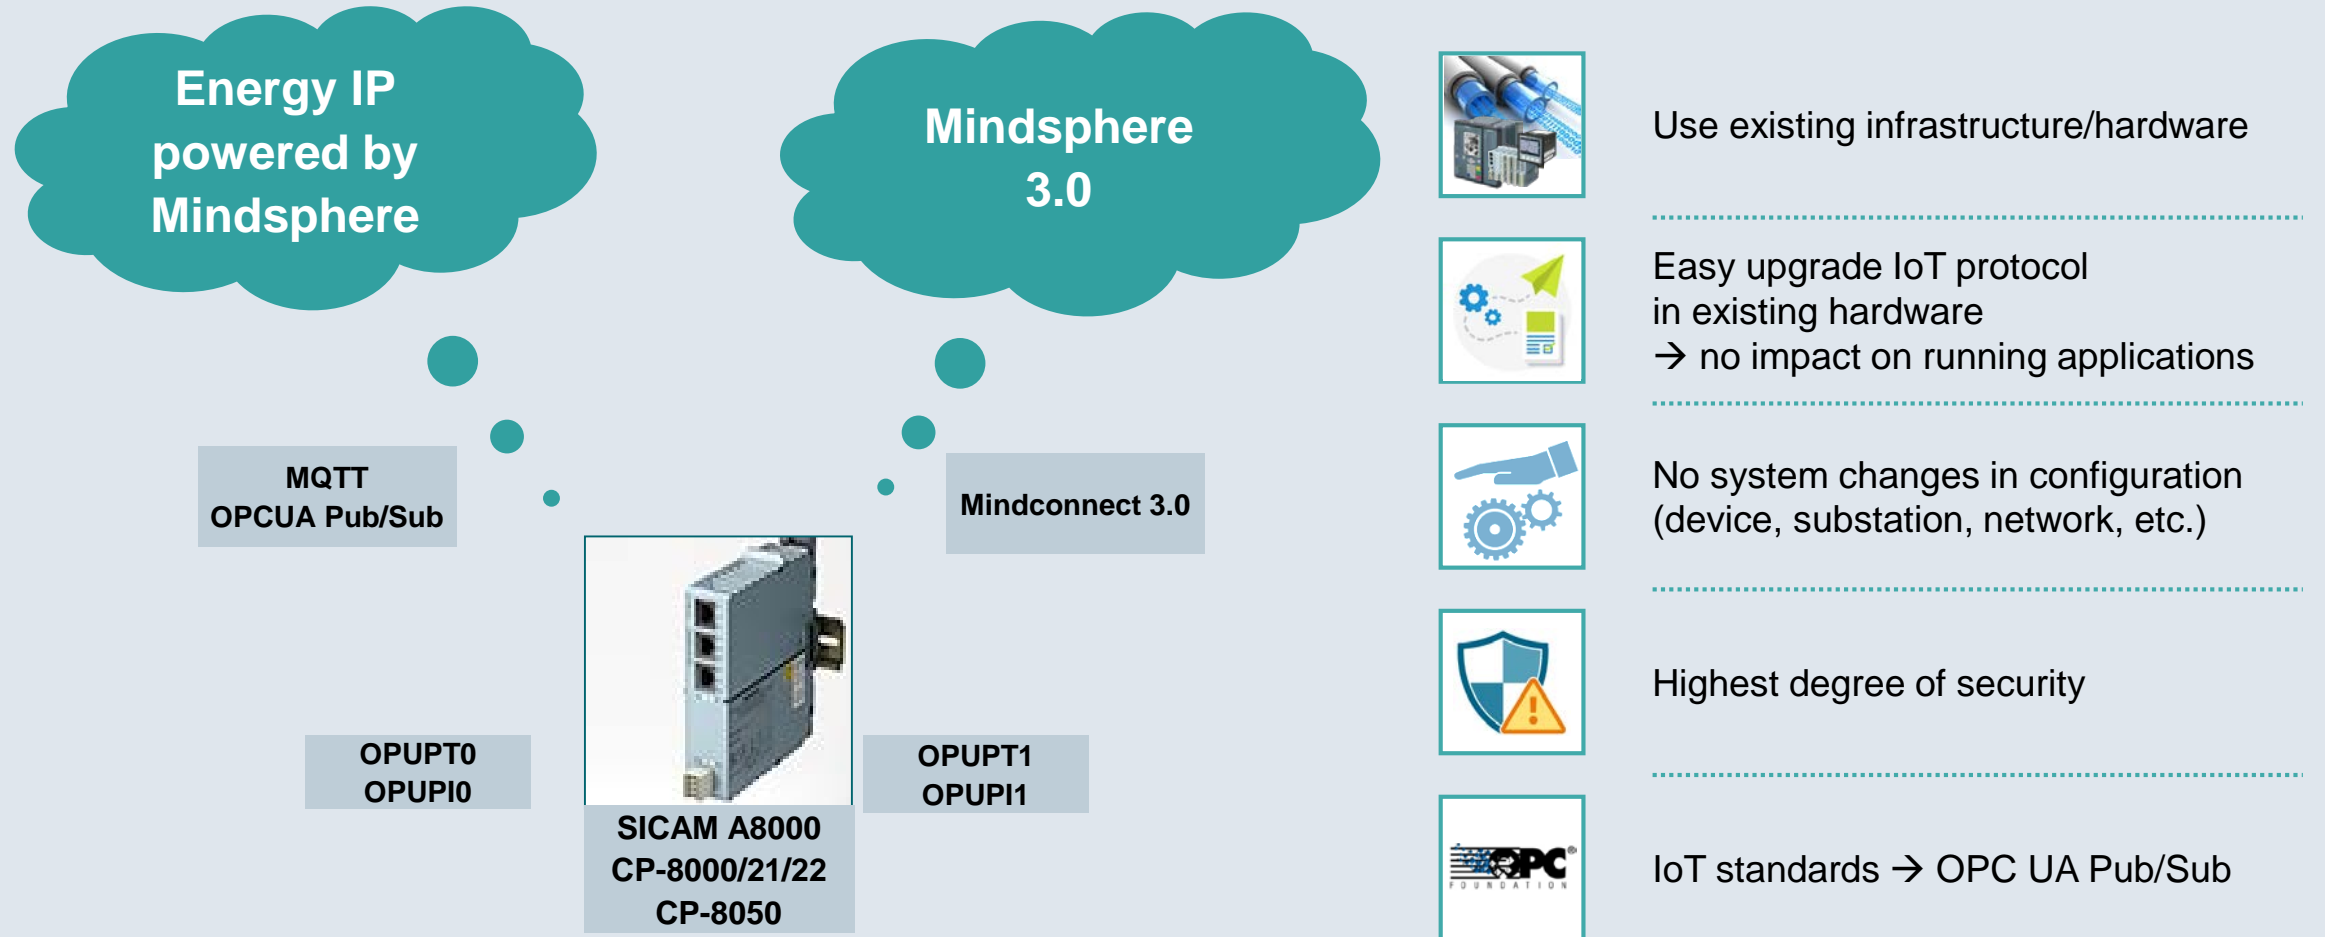 Energy IP
powered by
Mindsphere
Mindsphere
3.0
MQTT
OPCUA Pub/Sub
Mindconnect 3.0
OPUPT0
OPUPI0
OPUPT1
OPUPI1
SICAM A8000
CP-8000/21/22
CP-8050
Use existing infrastructure/hardware
Easy upgrade IoT protocol
in existing hardware
→ no impact on running applications
No system changes in configuration
(device, substation, network, etc.)
Highest degree of security
OPC®
FOUNDATION
IoT standards → OPC UA Pub/Sub